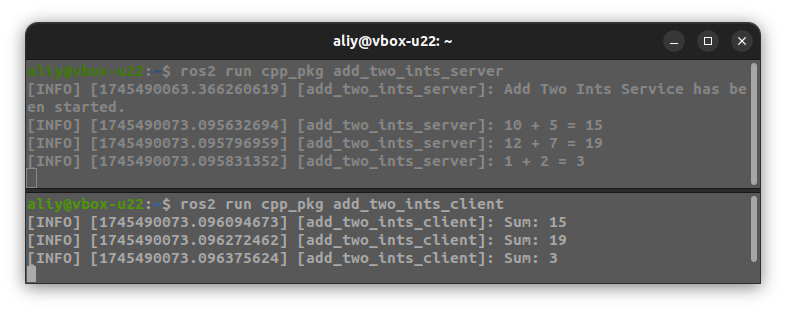 aliy@vbox-u22: ~
aliy@vbox-u22:~$ ros2 run cpp_pkg add_two_ints_server
[INFO] [1745490063.366260619] [add_two_ints_server]: Add Two Ints Service has be
en started.
[INFO] [1745490073.095632694] [add_two_ints_server]: 10 + 5 = 15
[INFO] [1745490073.095796959] [add_two_ints_server]: 12 + 7 = 19
[INFO] [1745490073.095831352] [add_two_ints_server]: 1 + 2 = 3
aliy@vbox-u22:~$ ros2 run cpp_pkg add_two_ints_client
[INFO] [1745490073.096094673] [add_two_ints_client]: Sum: 15
[INFO] [1745490073.096272462] [add_two_ints_client]: Sum: 19
[INFO] [1745490073.096375624] [add_two_ints_client]: Sum: 3